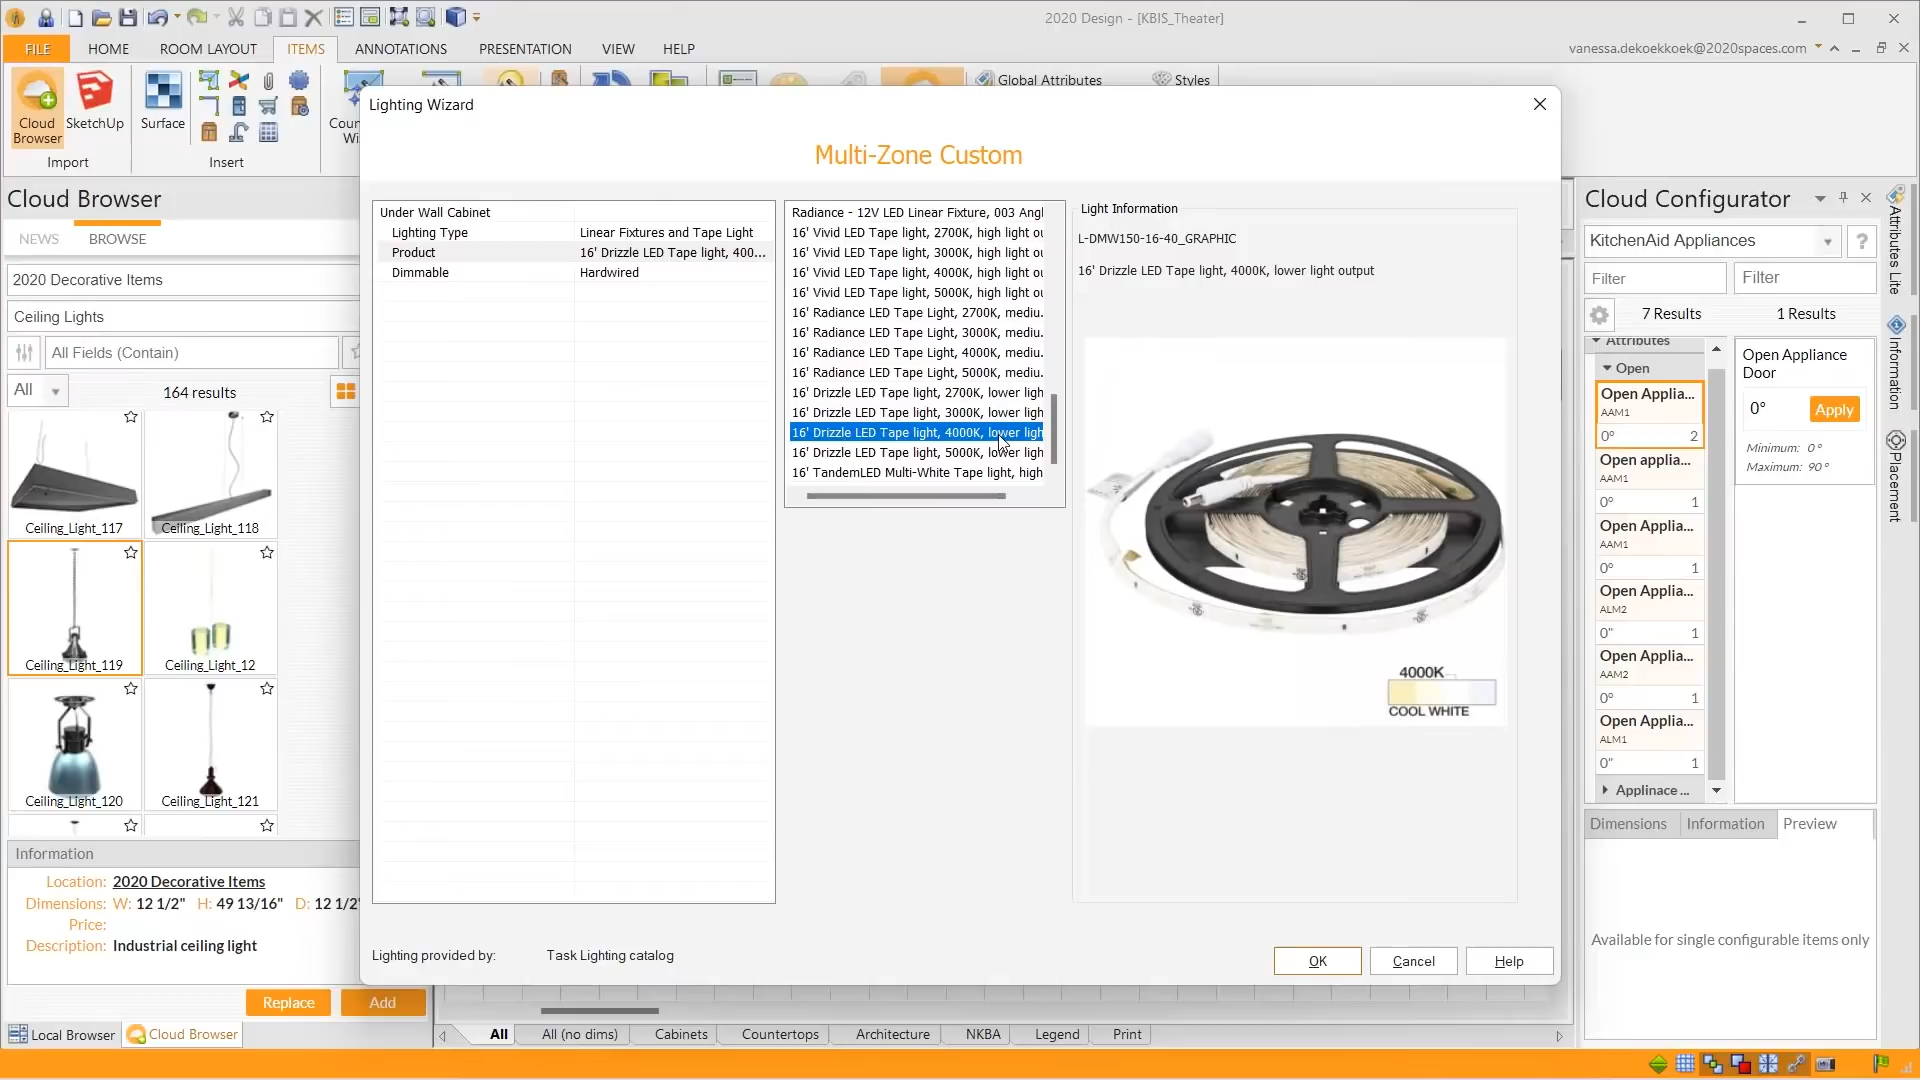 2020 Design - [KBIS_Theater]
FILE
HOME
ROOM LAYOUT
ITEMS
ANNOTATIONS
PRESENTATION
VIEW
HELP
vanessa.dekoekkoek@2020spaces.com
Cloud
Browser
SketchUp
Surface
Import
Insert
Global Attributes
Styles
Lighting Wizard
Multi-Zone Custom
Cloud Browser
NEWS
BROWSE
2020 Decorative Items
Ceiling Lights
All Fields (Contain)
All
164 results
Ceiling_Light_117
Ceiling_Light_118
Ceiling_Light_119
Ceiling_Light_12
Ceiling_Light_120
Ceiling_Light_121
Information
Location: 2020 Decorative Items
Dimensions: W: 12 1/2" H: 49 13/16" D: 12 1/2"
Price:
Description: Industrial ceiling light
Replace
Add
Local Browser
Cloud Browser
Under Wall Cabinet
Lighting Type
Linear Fixtures and Tape Light
Product
16' Drizzle LED Tape light, 400...
Dimmable
Hardwired
Radiance - 12V LED Linear Fixture, 003 Angl
16' Vivid LED Tape light, 2700K, high light ou
16' Vivid LED Tape light, 3000K, high light ou
16' Vivid LED Tape light, 4000K, high light ou
16' Vivid LED Tape light, 5000K, high light ou
16' Radiance LED Tape Light, 2700K, mediu.
16' Radiance LED Tape Light, 3000K, mediu.
16' Radiance LED Tape Light, 4000K, mediu.
16' Radiance LED Tape Light, 5000K, mediu.
16' Drizzle LED Tape light, 2700K, lower ligh
16' Drizzle LED Tape light, 3000K, lower ligh
16' Drizzle LED Tape light, 4000K, lower ligh
16' Drizzle LED Tape light, 5000K, lower ligh
16' TandemLED Multi-White Tape light, high
Light Information
L-DMW150-16-40_GRAPHIC
16' Drizzle LED Tape light, 4000K, lower light output
4000K
COOL WHITE
Lighting provided by:
Task Lighting catalog
OK
Cancel
Help
All
All (no dims)
Cabinets
Countertops
Architecture
NKBA
Legend
Print
Cloud Configurator
KitchenAid Appliances
?
Filter
Filter
7 Results
1 Results
Attributes
Open
Open Applia...
AAM1
0° 2
Open applia...
AAM1
0° 1
Open Applia...
AAM1
0° 1
Open Applia...
ALM2
0" 1
Open Applia...
AAM2
0° 1
Open Applia...
ALM1
0" 1
Applinace ...
Open Appliance
Door
0°
Apply
Minimum: 0 °
Maximum: 90 °
Dimensions
Information
Preview
Available for single configurable items only
Attributes Lite
Information
Placement